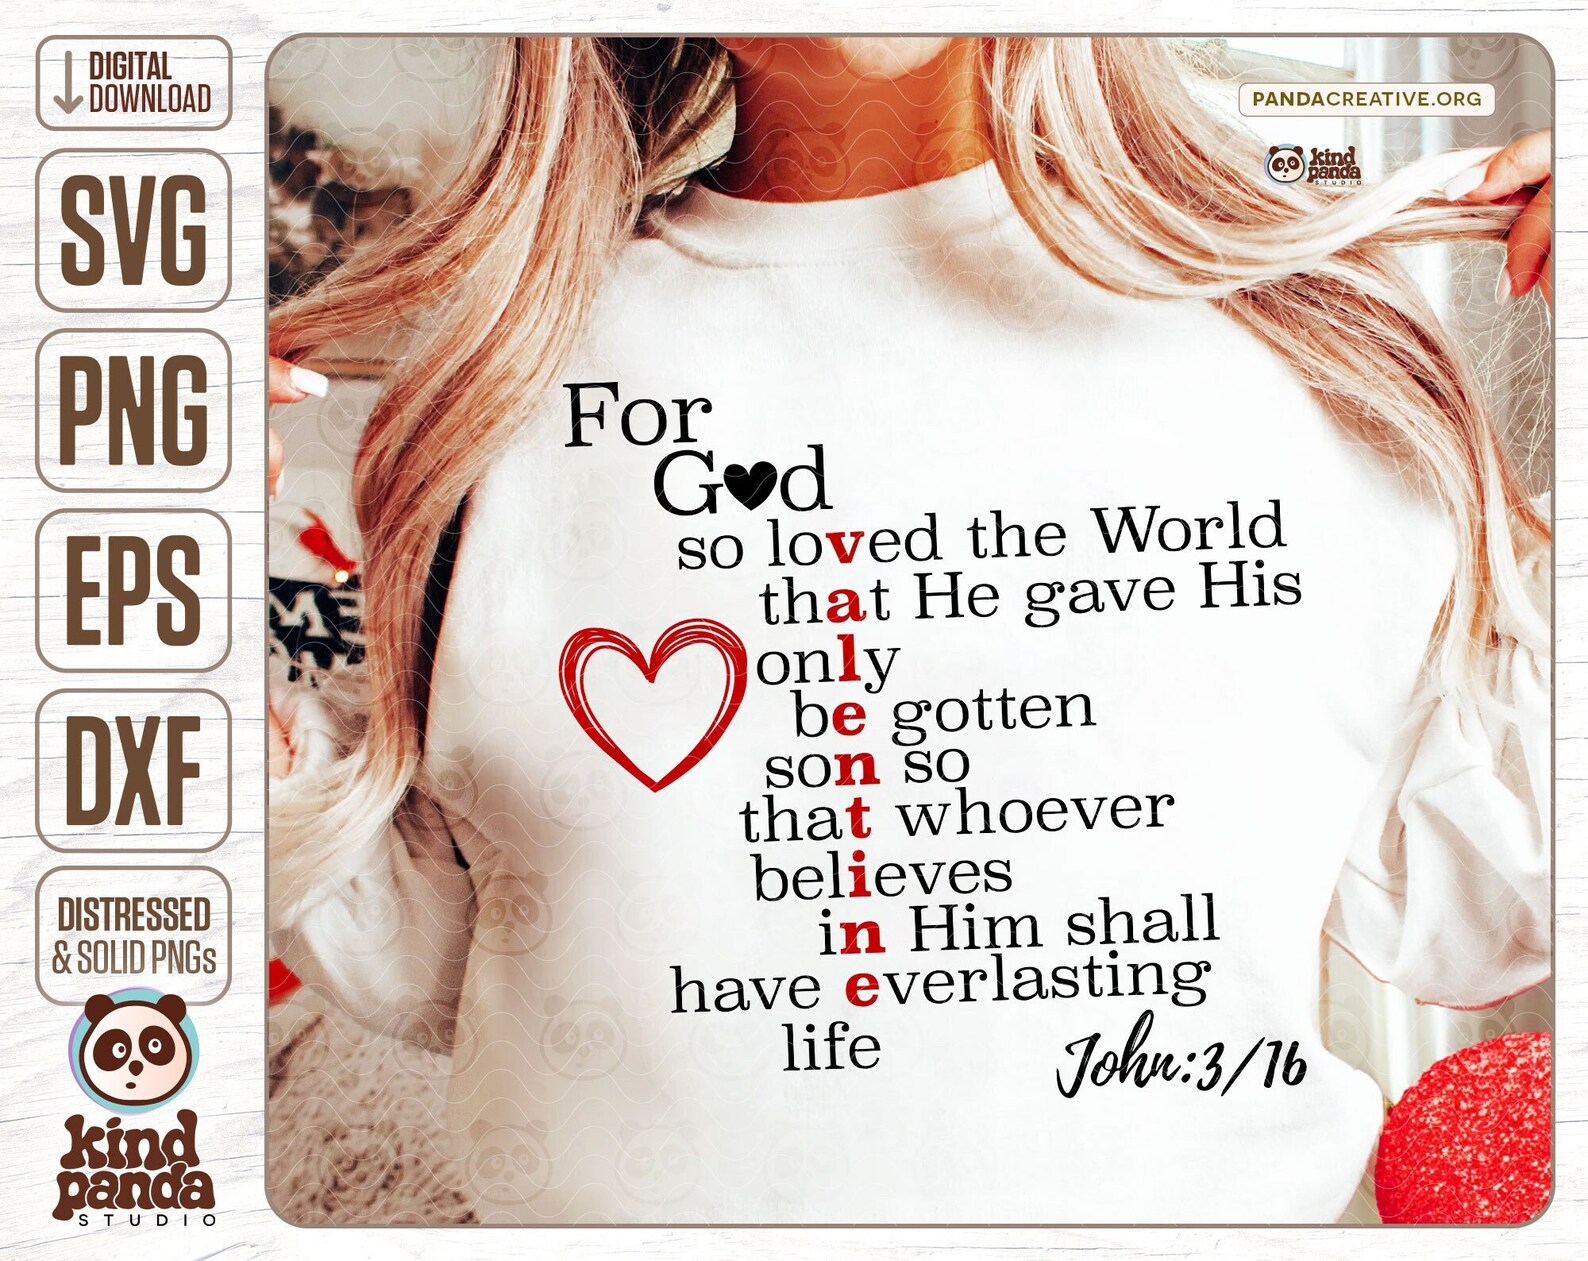 DIGITAL
DOWNLOAD
SVG
PNG
EPS
DXF
DISTRESSED
& SOLID PNGs
kind
panda
STUDIO
PANDACREATIVE.ORG
kind
panda
STUDIO
For
G♥d
so loved the World
that He gave His
only
be gotten
son so
that whoever
believes
in Him shall
have everlasting
life
John:3/16